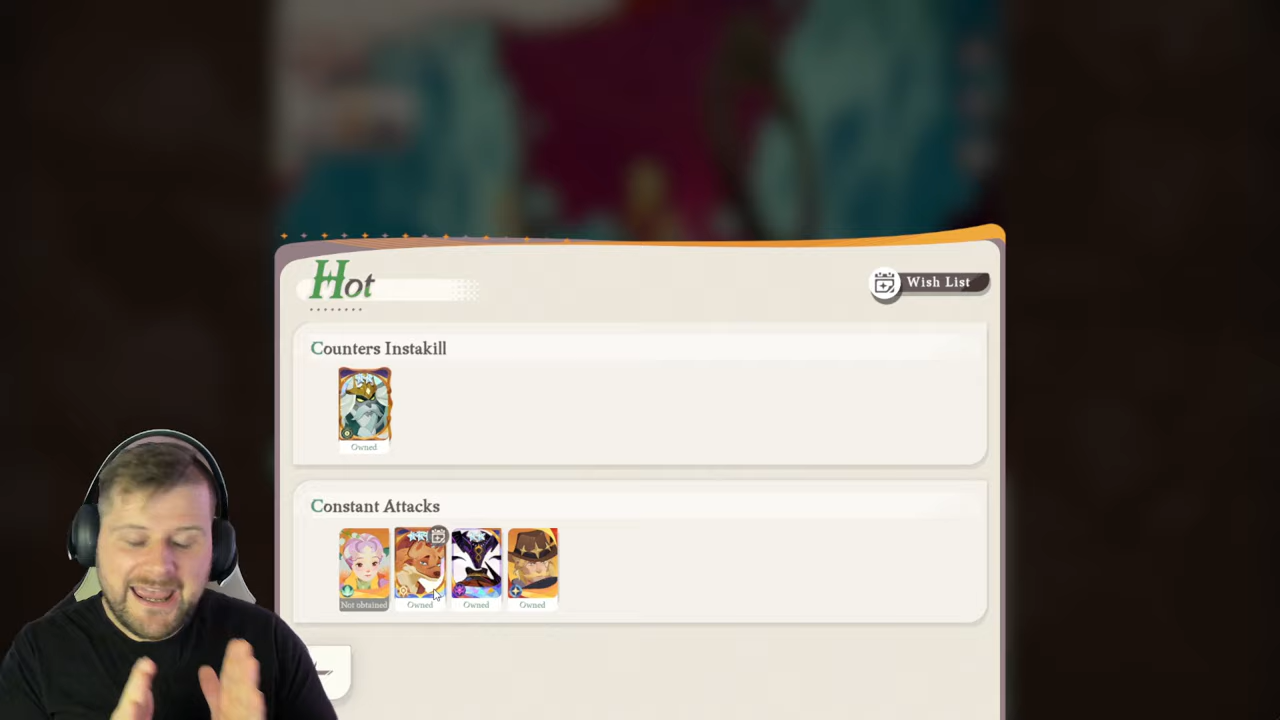 Hot
Wish List
Counters Instakill
Owned
Constant Attacks
Not obtained
Owned
Owned
Owned